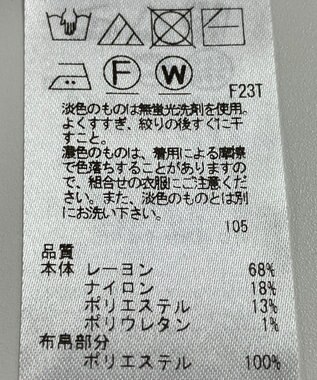 F W F23T
淡色のものは無蛍光洗剤を使用。
よくすすぎ、絞りの後すぐに干
すこと。
濃色のものは、着用による摩擦
で色落ちすることがありますの
で、組合せの衣服にご注意くだ
さい。また、淡色のものとは別
にお洗い下さい。
105
品質
本体 レーヨン 68%
ナイロン 18%
ポリエステル 13%
ポリウレタン 1%
布帛部分
ポリエステル 100%